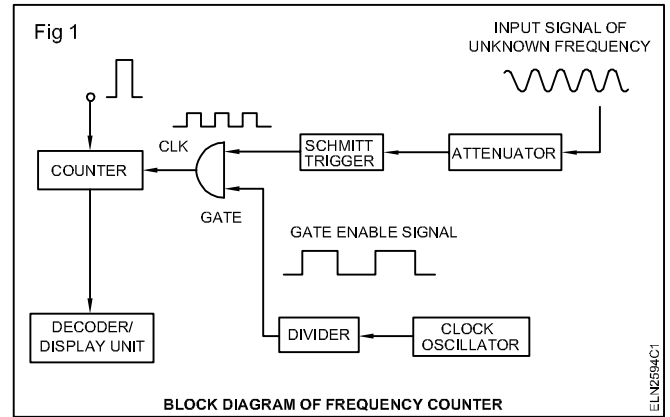 Fig 1
INPUT SIGNAL OF
UNKNOWN FREQUENCY
CLK
SCHMITT
TRIGGER
ATTENUATOR
COUNTER
GATE
GATE ENABLE SIGNAL
DECODER/
DISPLAY UNIT
DIVIDER
CLOCK
OSCILLATOR
BLOCK DIAGRAM OF FREQUENCY COUNTER
ELN2594C1